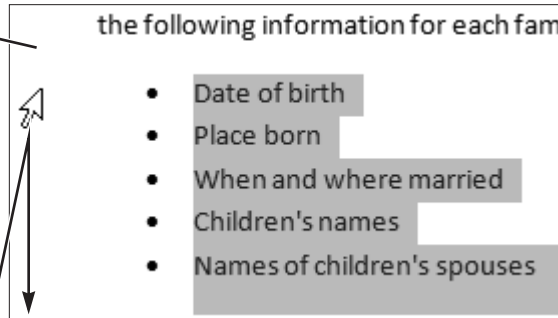 the following information for each fam
• Date of birth
• Place born
• When and where married
• Children's names
• Names of children's spouses